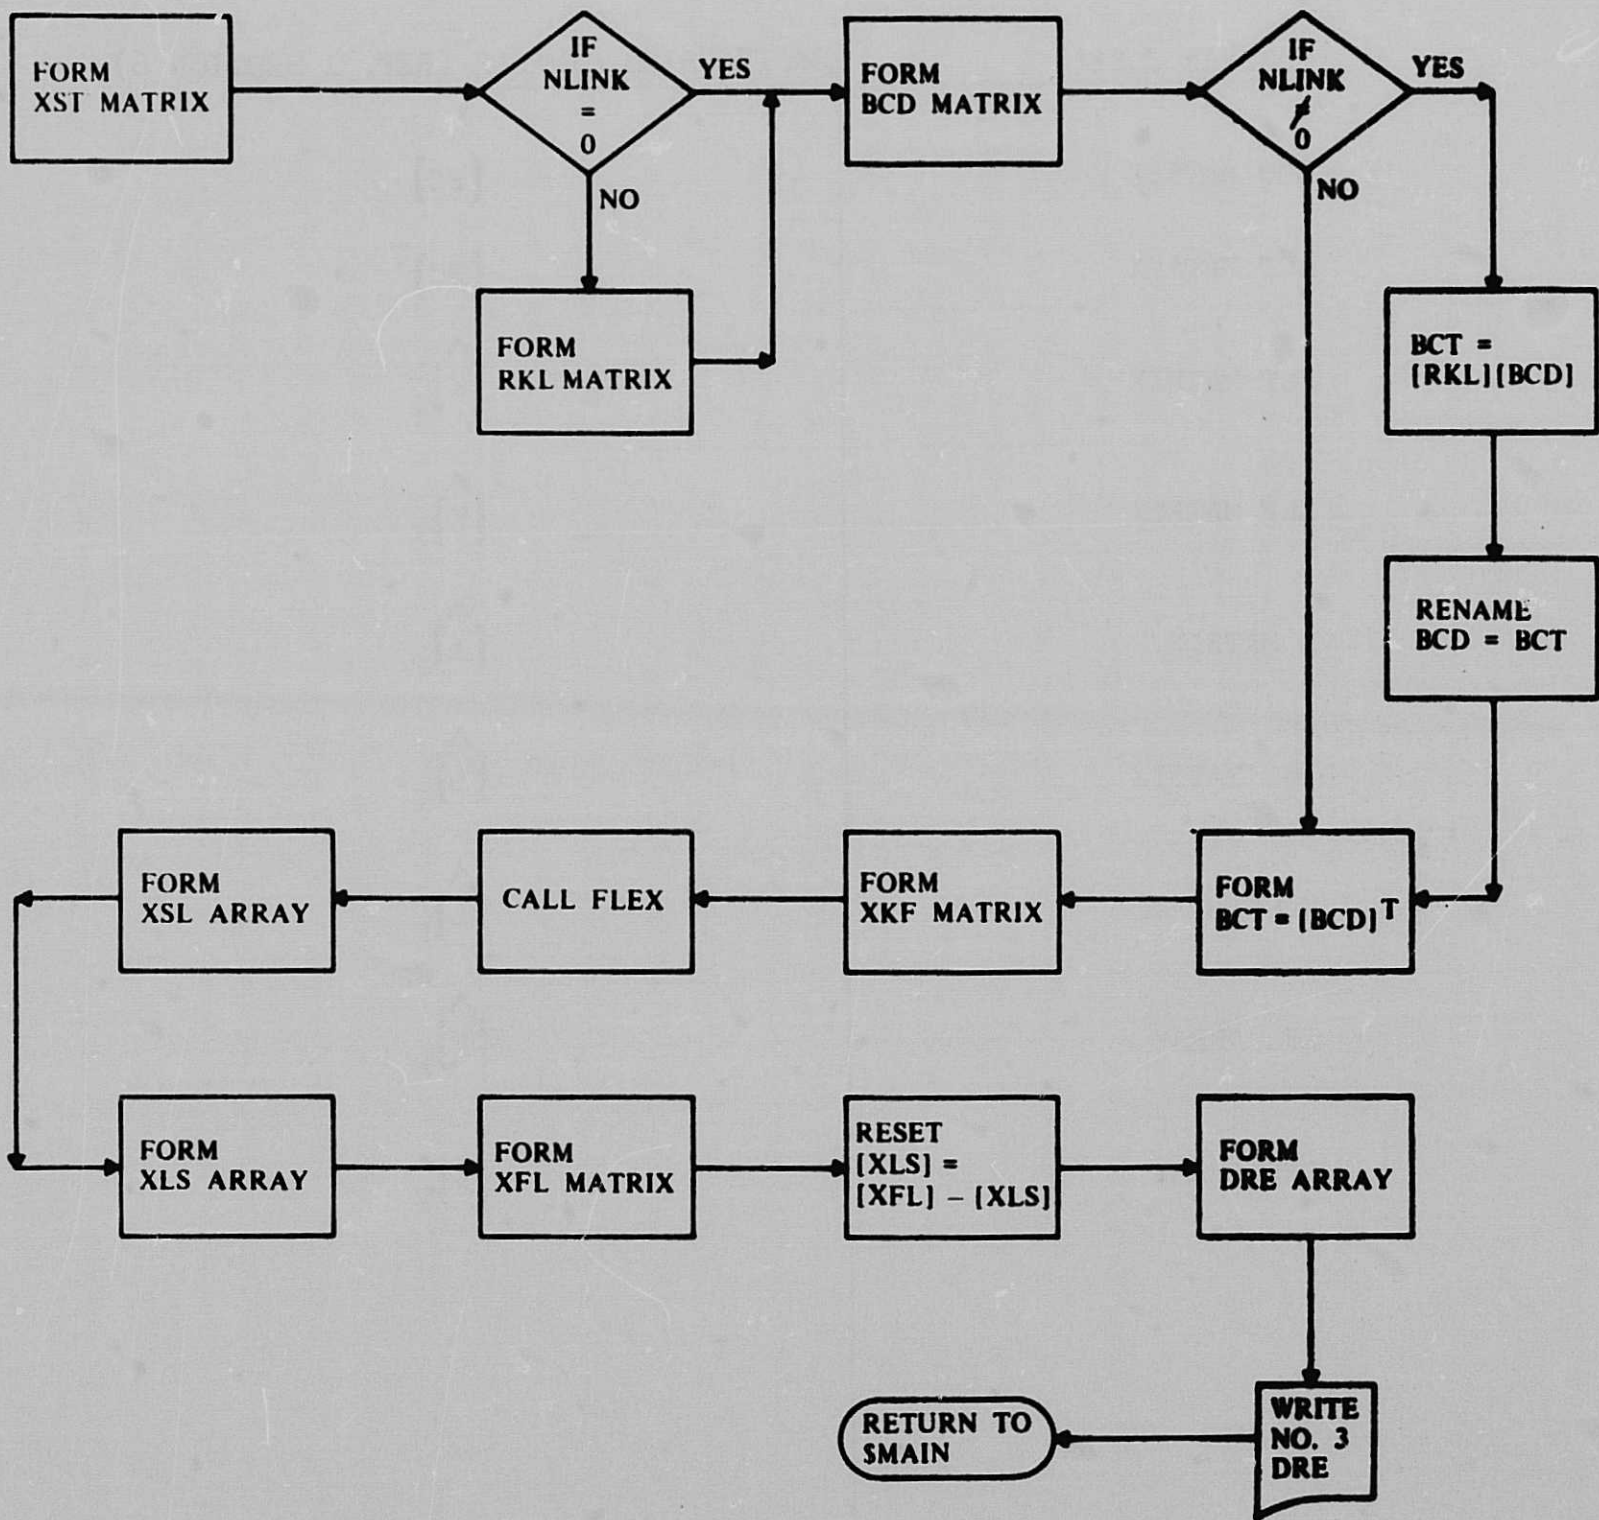 FORM
XST MATRIX
IF
NLINK
=
0
YES
NO
FORM
RKL MATRIX
FORM
BCD MATRIX
IF
NLINK
≠
0
YES
NO
BCT =
[RKL][BCD]
RENAME
BCD = BCT
FORM
BCT = [BCD]ᵀ
FORM
XKF MATRIX
CALL FLEX
FORM
XSL ARRAY
FORM
XLS ARRAY
FORM
XFL MATRIX
RESET
[XLS] =
[XFL] – [XLS]
FORM
DRE ARRAY
WRITE
NO. 3
DRE
RETURN TO
$MAIN